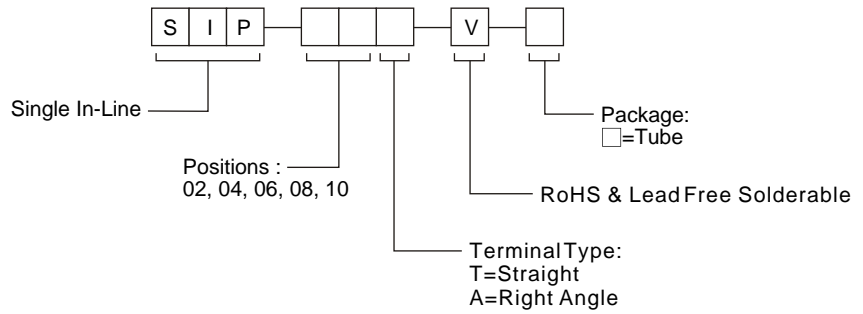 SIP V
Single In-Line
Package:
□=Tube
Positions :
02, 04, 06, 08, 10
RoHS & Lead Free Solderable
Terminal Type:
T=Straight
A=Right Angle